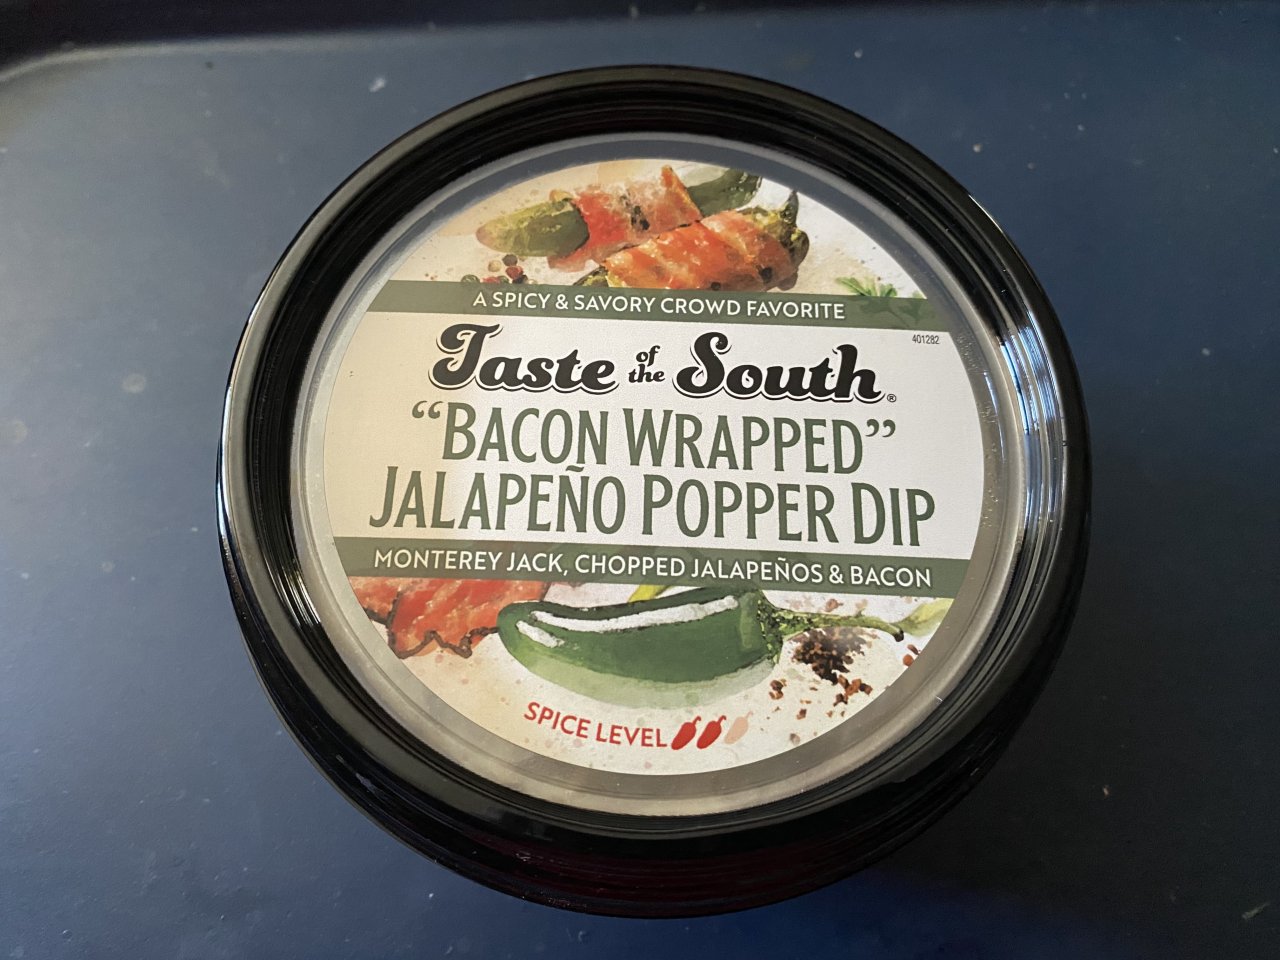 A SPICY & SAVORY CROWD FAVORITE
401282
Taste of the South®
“BACON WRAPPED”
JALAPEÑO POPPER DIP
MONTEREY JACK, CHOPPED JALAPEÑOS & BACON
SPICE LEVEL